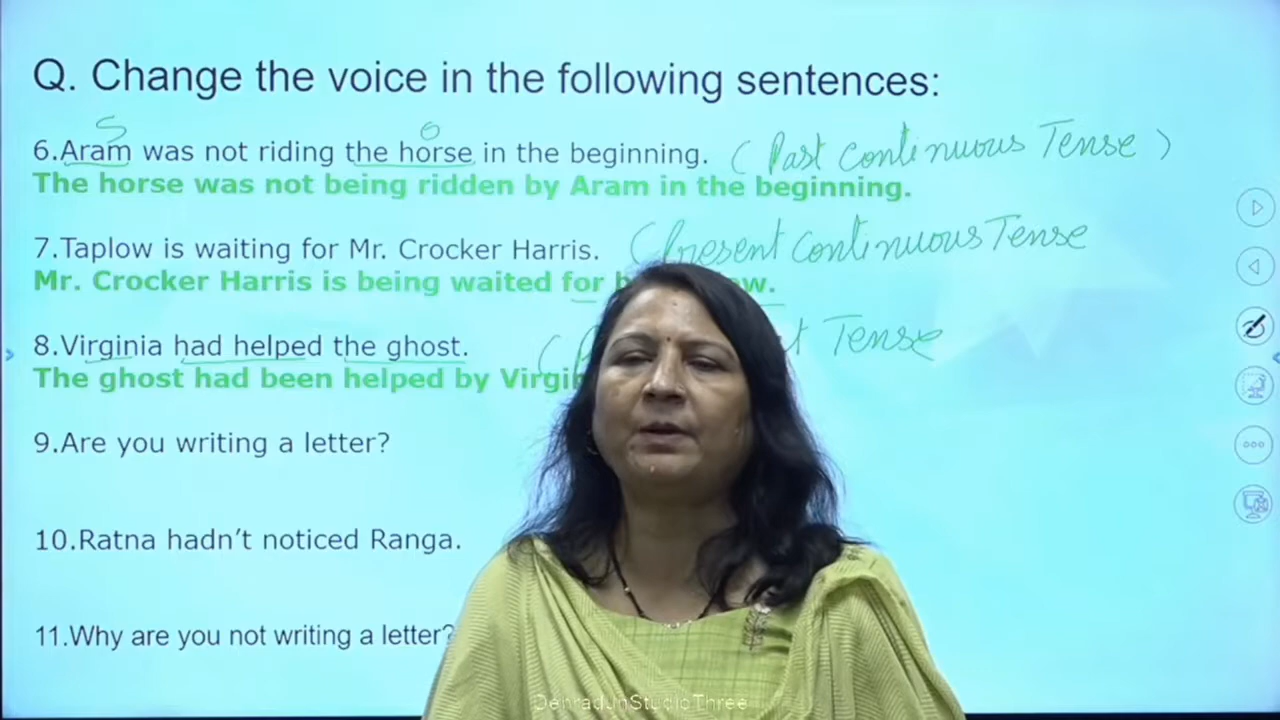 Q. Change the voice in the following sentences:
S o
6.Aram was not riding the horse in the beginning. (Past Continuous Tense)
The horse was not being ridden by Aram in the beginning.
7.Taplow is waiting for Mr. Crocker Harris. (Present Continuous Tense
Mr. Crocker Harris is being waited for
8.Virginia had helped the ghost. ( Tense
The ghost had been helped by
9.Are you writing a letter?
10.Ratna hadn't noticed Ranga.
11.Why are you not writing a letter?
DehradunStudioThree